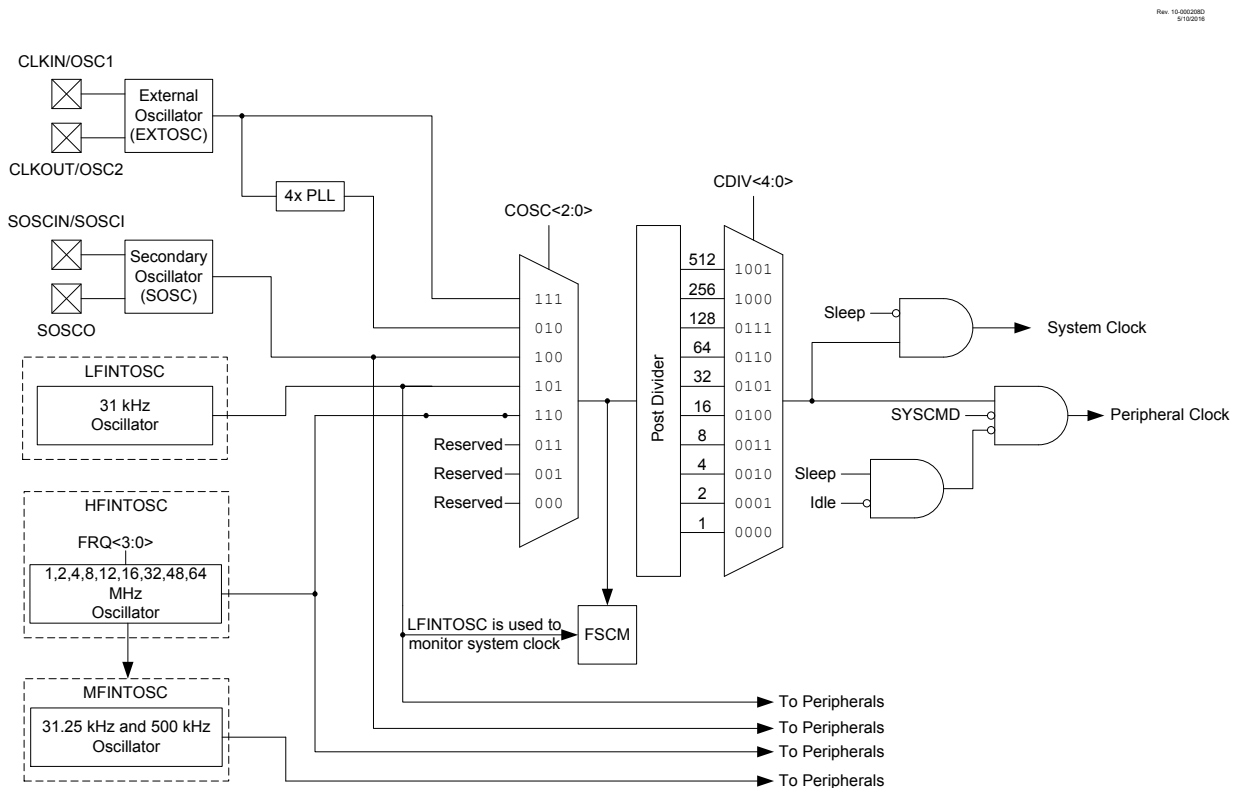 Rev. 10-000208D
5/10/2016
CLKIN/OSC1
External
Oscillator
(EXTOSC)
CLKOUT/OSC2
4x PLL
SOSCIN/SOSCI
Secondary
Oscillator
(SOSC)
SOSCO
LFINTOSC
31 kHz
Oscillator
HFINTOSC
FRQ<3:0>
1,2,4,8,12,16,32,48,64
MHz
Oscillator
MFINTOSC
31.25 kHz and 500 kHz
Oscillator
COSC<2:0>
111
010
100
101
110
Reserved 011
Reserved 001
Reserved 000
LFINTOSC is used to
monitor system clock
FSCM
Post Divider
CDIV<4:0>
512 1001
256 1000
128 0111
64 0110
32 0101
16 0100
8 0011
4 0010
2 0001
1 0000
Sleep
System Clock
SYSCMD
Peripheral Clock
Sleep
Idle
To Peripherals
To Peripherals
To Peripherals
To Peripherals